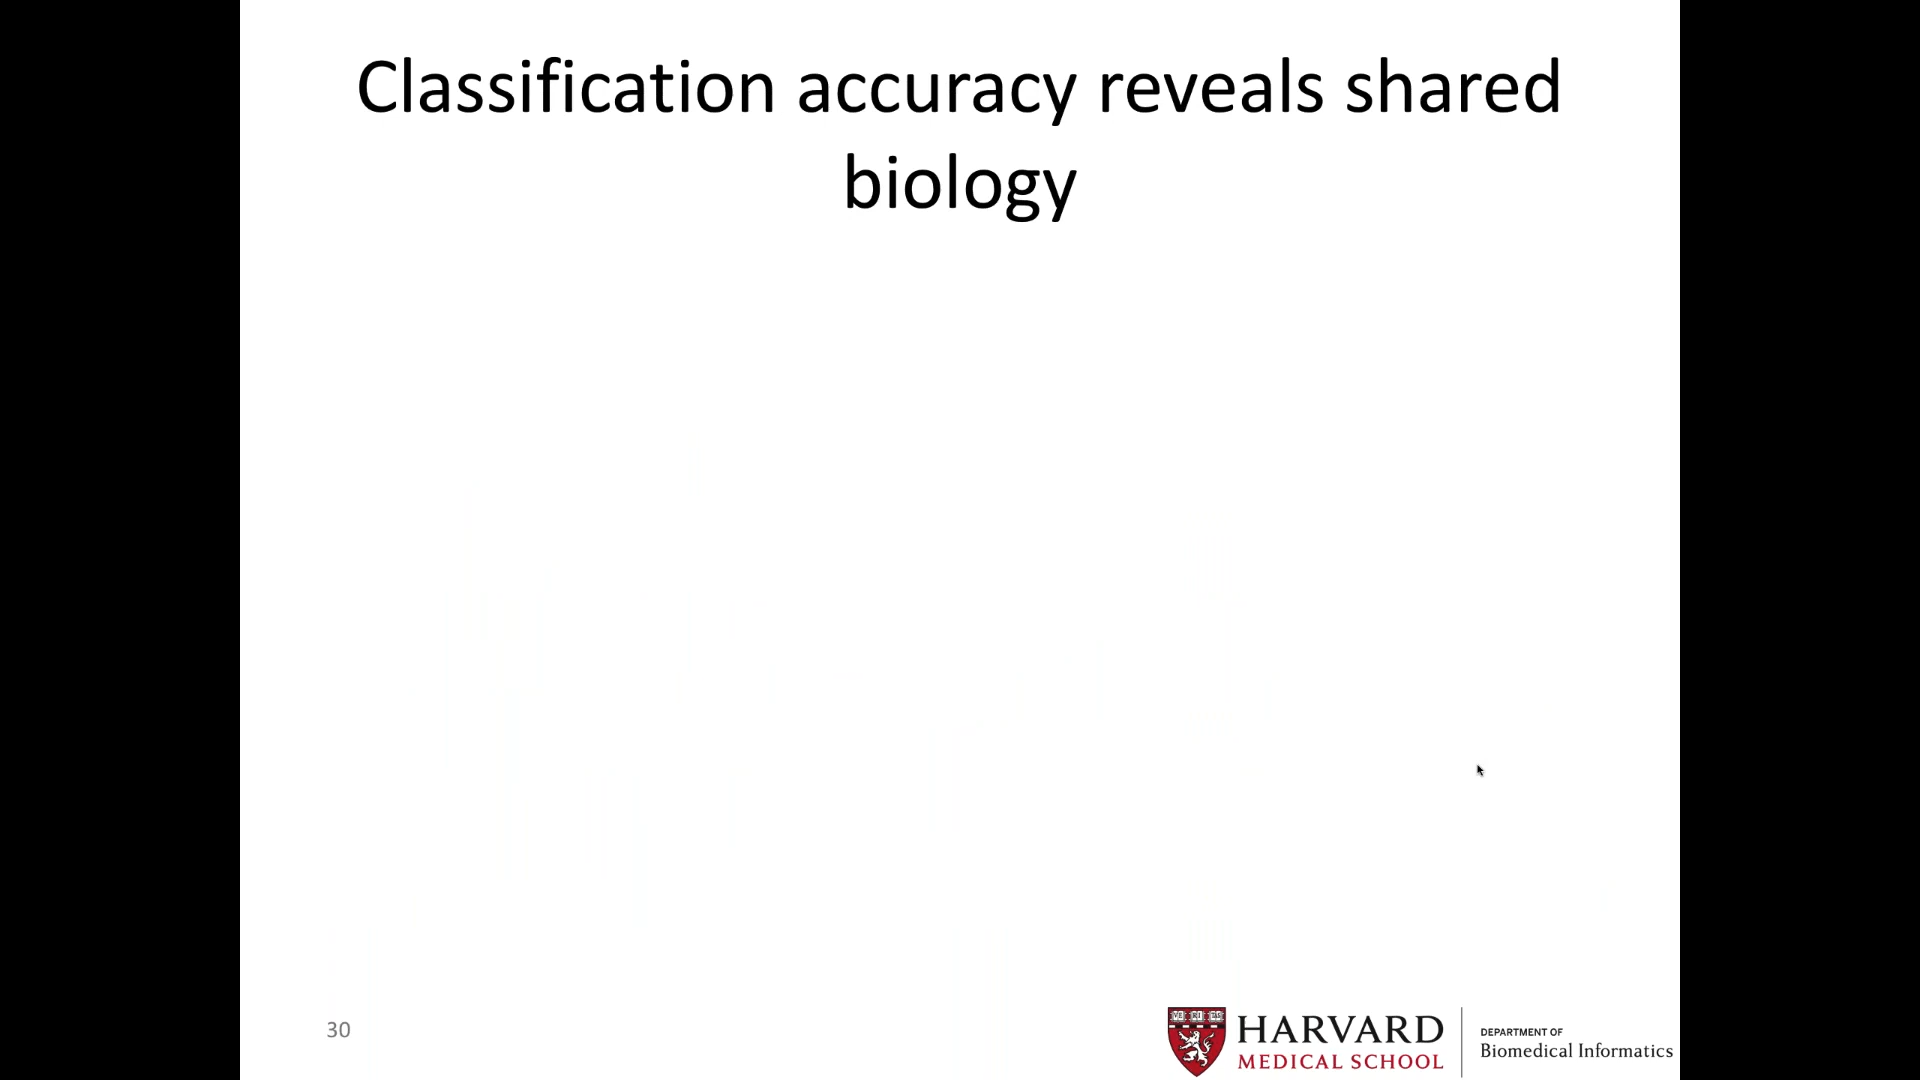 Classification accuracy reveals shared
biology
30
HARVARD
MEDICAL SCHOOL
DEPARTMENT OF
Biomedical Informatics